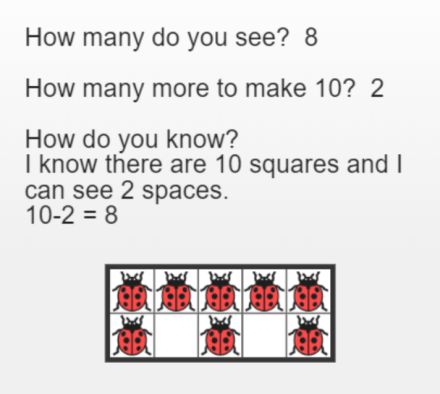 How many do you see?  8
How many more to make 10?  2
How do you know?
I know there are 10 squares and I
can see 2 spaces.
10-2 = 8